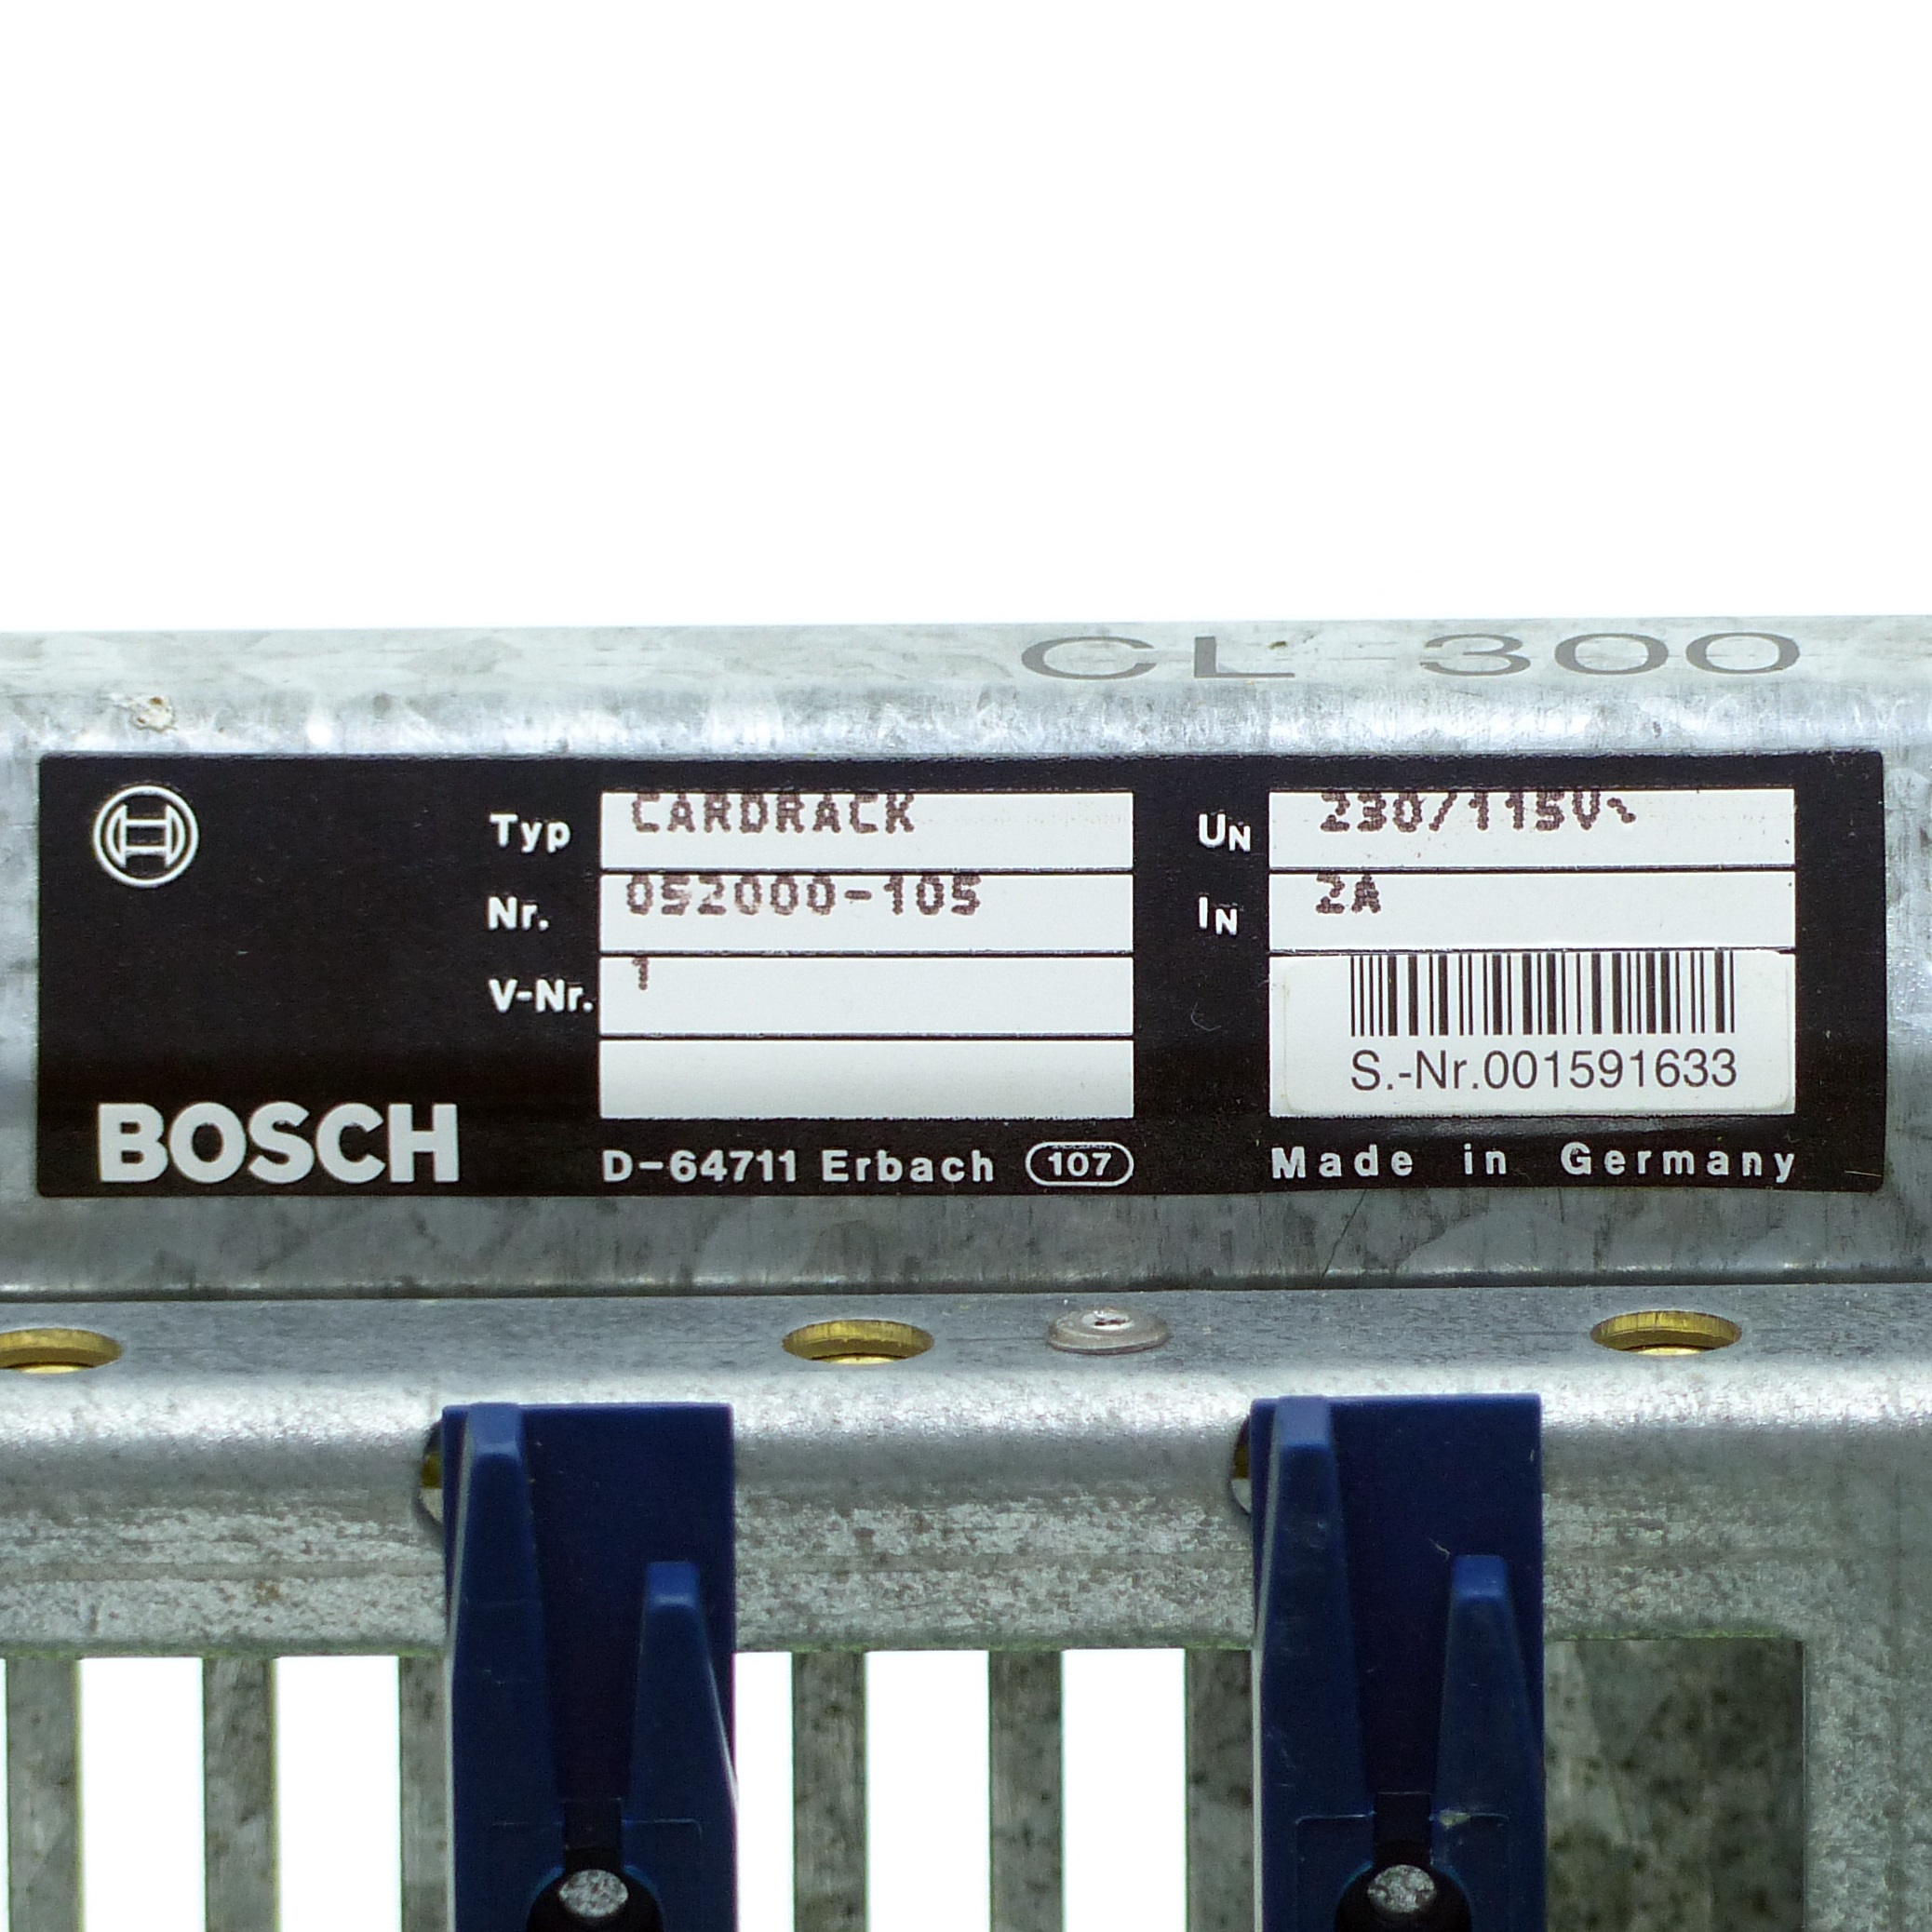 CL 300
Typ CARDRACK
Nr. 052000-105
V-Nr. 1
BOSCH
D-64711 Erbach 107
UN 230/115V~
IN 2A
S.-Nr.001591633
Made in Germany